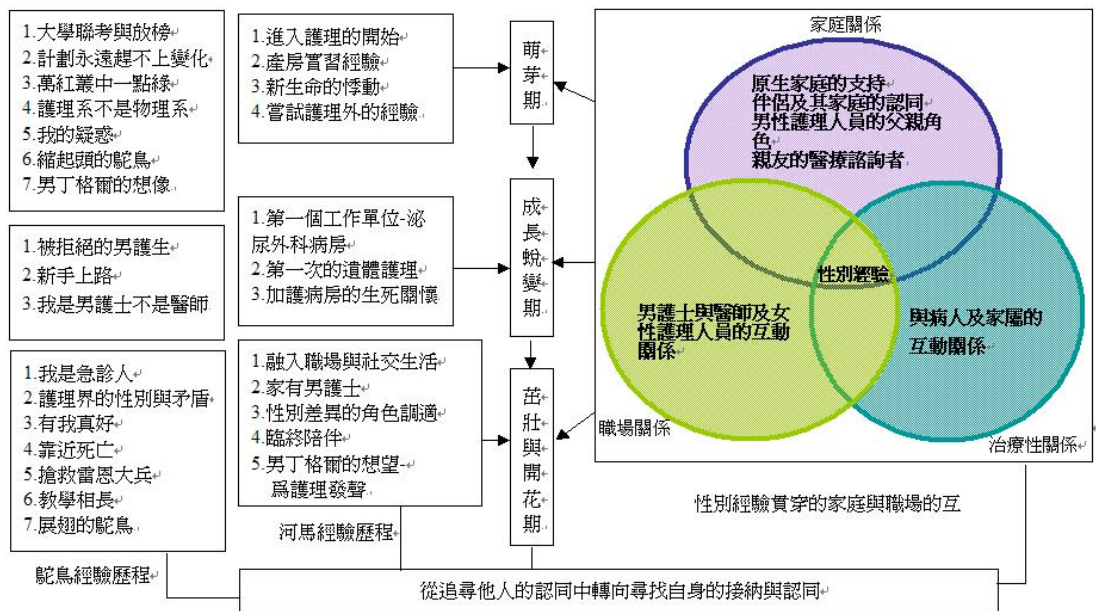 1.大學聯考與放榜
2.計劃永遠趕不上變化
3.萬紅叢中一點綠
4.護理系不是物理系
5.我的疑惑
6.縮起頭的鴕鳥
7.男丁格爾的想像
1.被拒絕的男護生
2.新手上路
3.我是男護士不是醫師
1.我是急診人
2.護理界的性別與矛盾
3.有我真好
4.靠近死亡
5.搶救雷恩大兵
6.教學相長
7.展翅的鴕鳥
鴕鳥經驗歷程
1.進入護理的開始
2.產房實習經驗
3.新生命的悸動
4.嘗試護理外的經驗
1.第一個工作單位-泌
尿外科病房
2.第一次的遺體護理
3.加護病房的生死關懷
1.融入職場與社交生活
2.家有男護士
3.性別差異的角色調適
4.臨終陪伴
5.男丁格爾的想望-
為護理發聲
河馬經驗歷程
萌芽期
成長蛻變期
茁壯與開花期
家庭關係
原生家庭的支持
伴侶及其家庭的認同
男性護理人員的父親角
色
親友的醫療諮詢者
性別經驗
男護士與醫師及女
性護理人員的互動
關係
與病人及家屬的
互動關係
職場關係
治療性關係
性別經驗貫穿的家庭與職場的互
從追尋他人的認同中轉向尋找自身的接納與認同